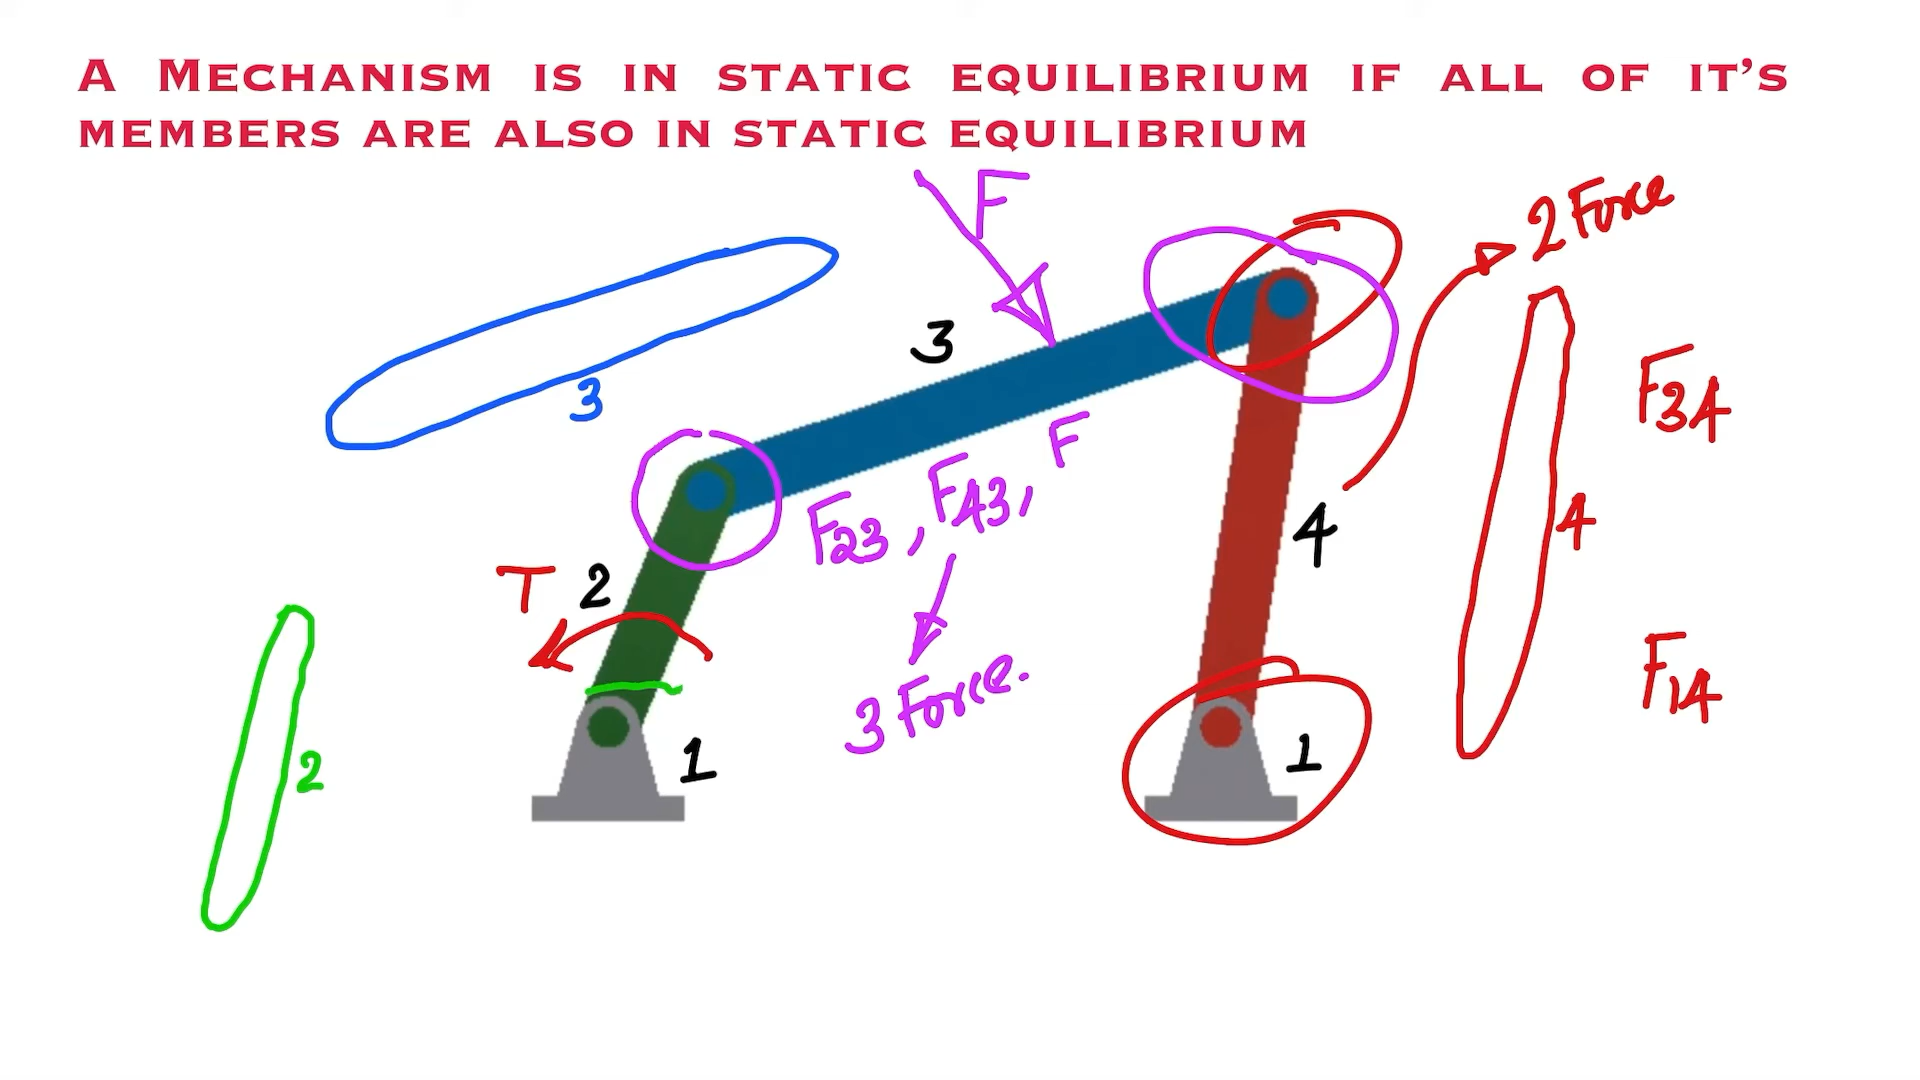 A MECHANISM IS IN STATIC EQUILIBRIUM IF ALL OF IT'S
MEMBERS ARE ALSO IN STATIC EQUILIBRIUM
F
2 Force
3
3
F34
F
F23, F43,
4
4
T
2
3 Force.
F14
1
1
2